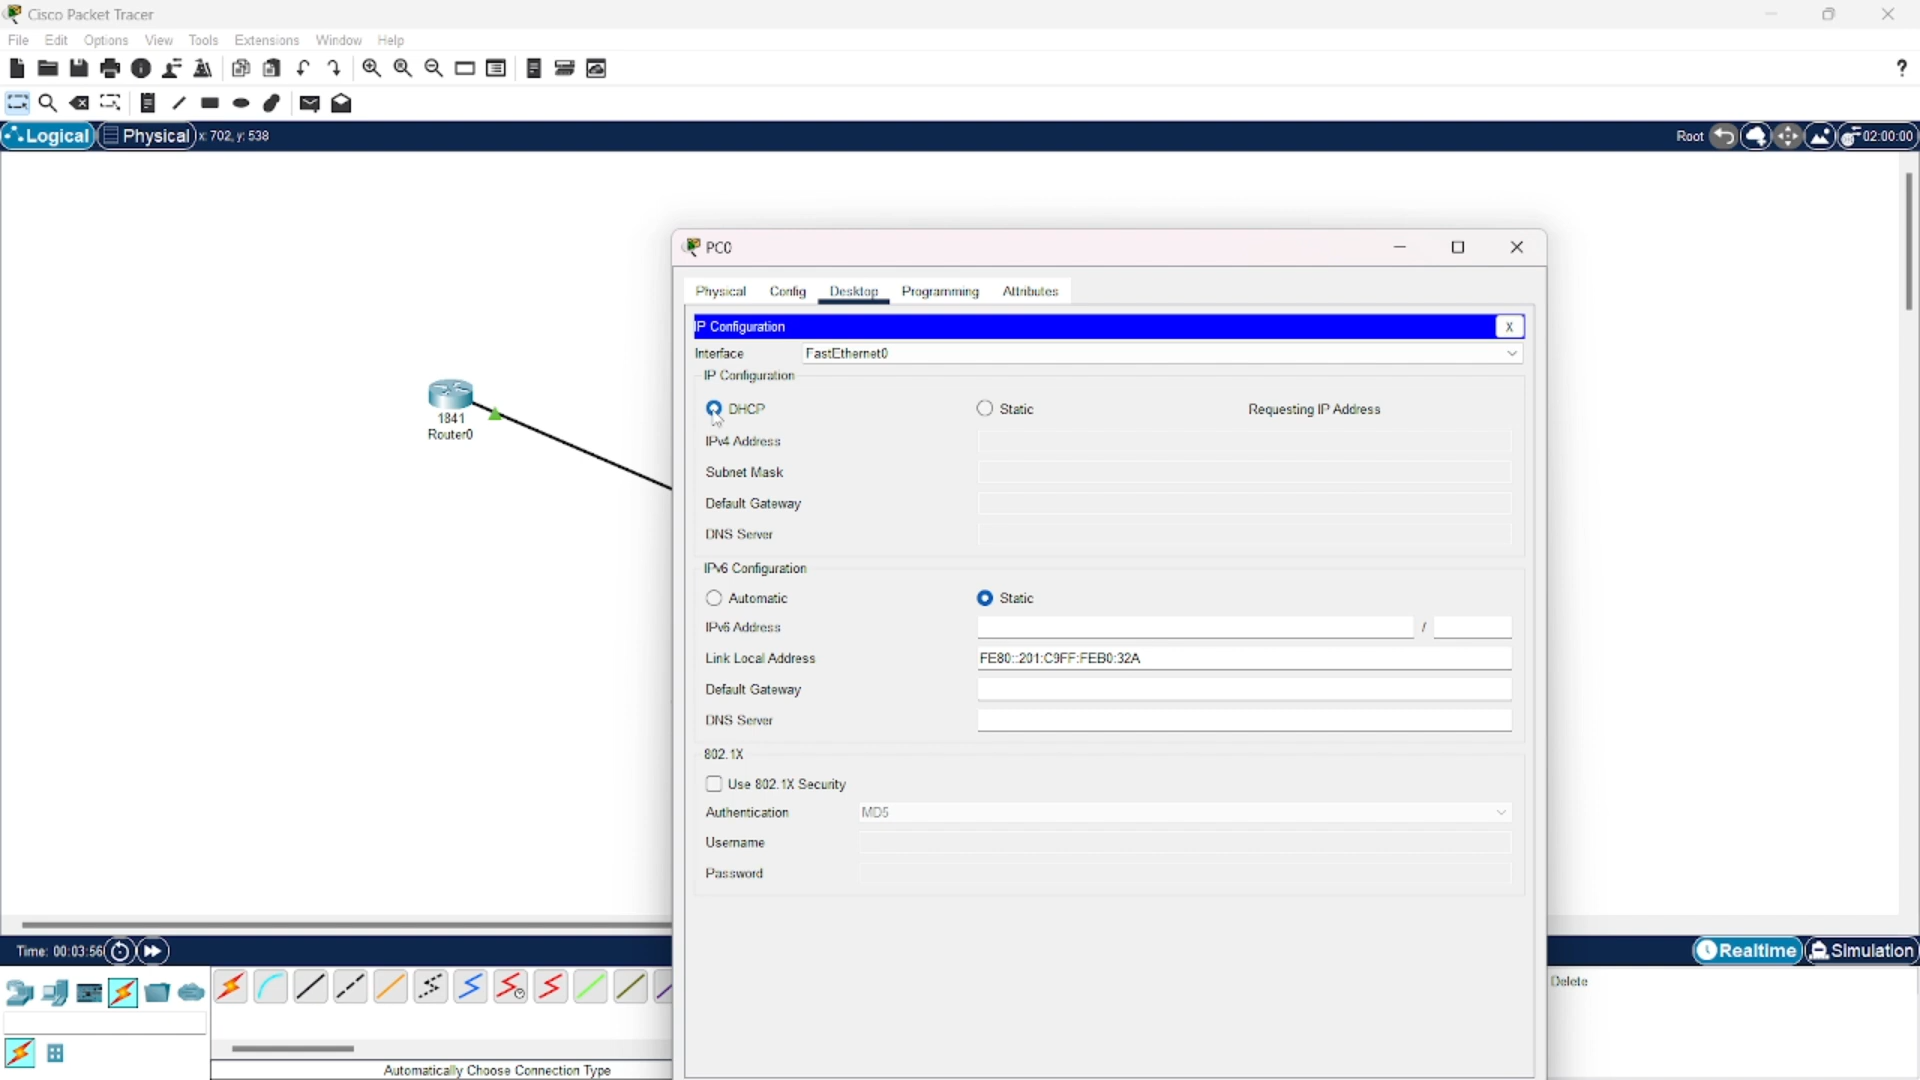 Cisco Packet Tracer
File Edit Options View Tools Extensions Window Help
?
Logical Physical x: 702, y: 538 Root 02:00:00
PC0
Physical Config Desktop Programming Attributes
IP Configuration X
Interface FastEthernet0
IP Configuration
DHCP Static Requesting IP Address
IPv4 Address
Subnet Mask
Default Gateway
DNS Server
1841
Router0
IPv6 Configuration
Automatic Static
IPv6 Address /
Link Local Address FE80::201:C9FF:FEB0:32A
Default Gateway
DNS Server
802.1X
Use 802.1X Security
Authentication MD5
Username
Password
Time: 00:03:56 Realtime Simulation
Delete
Automatically Choose Connection Type